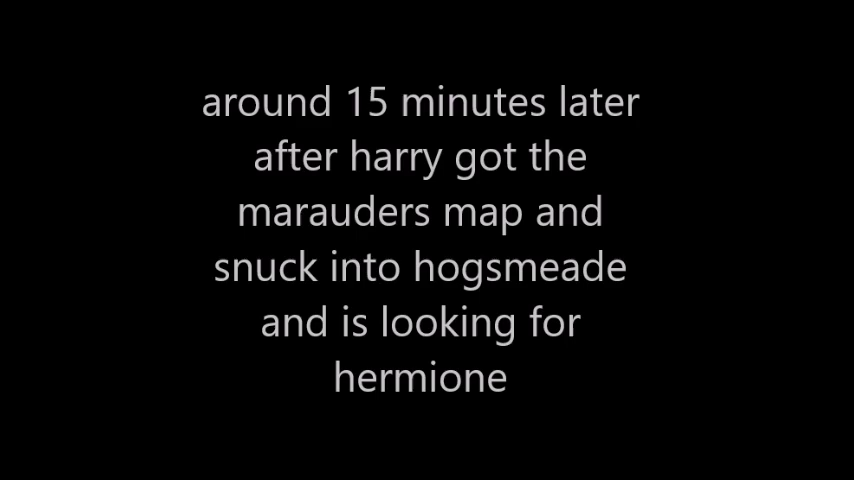 around 15 minutes later
after harry got the
marauders map and
snuck into hogsmeade
and is looking for
hermione